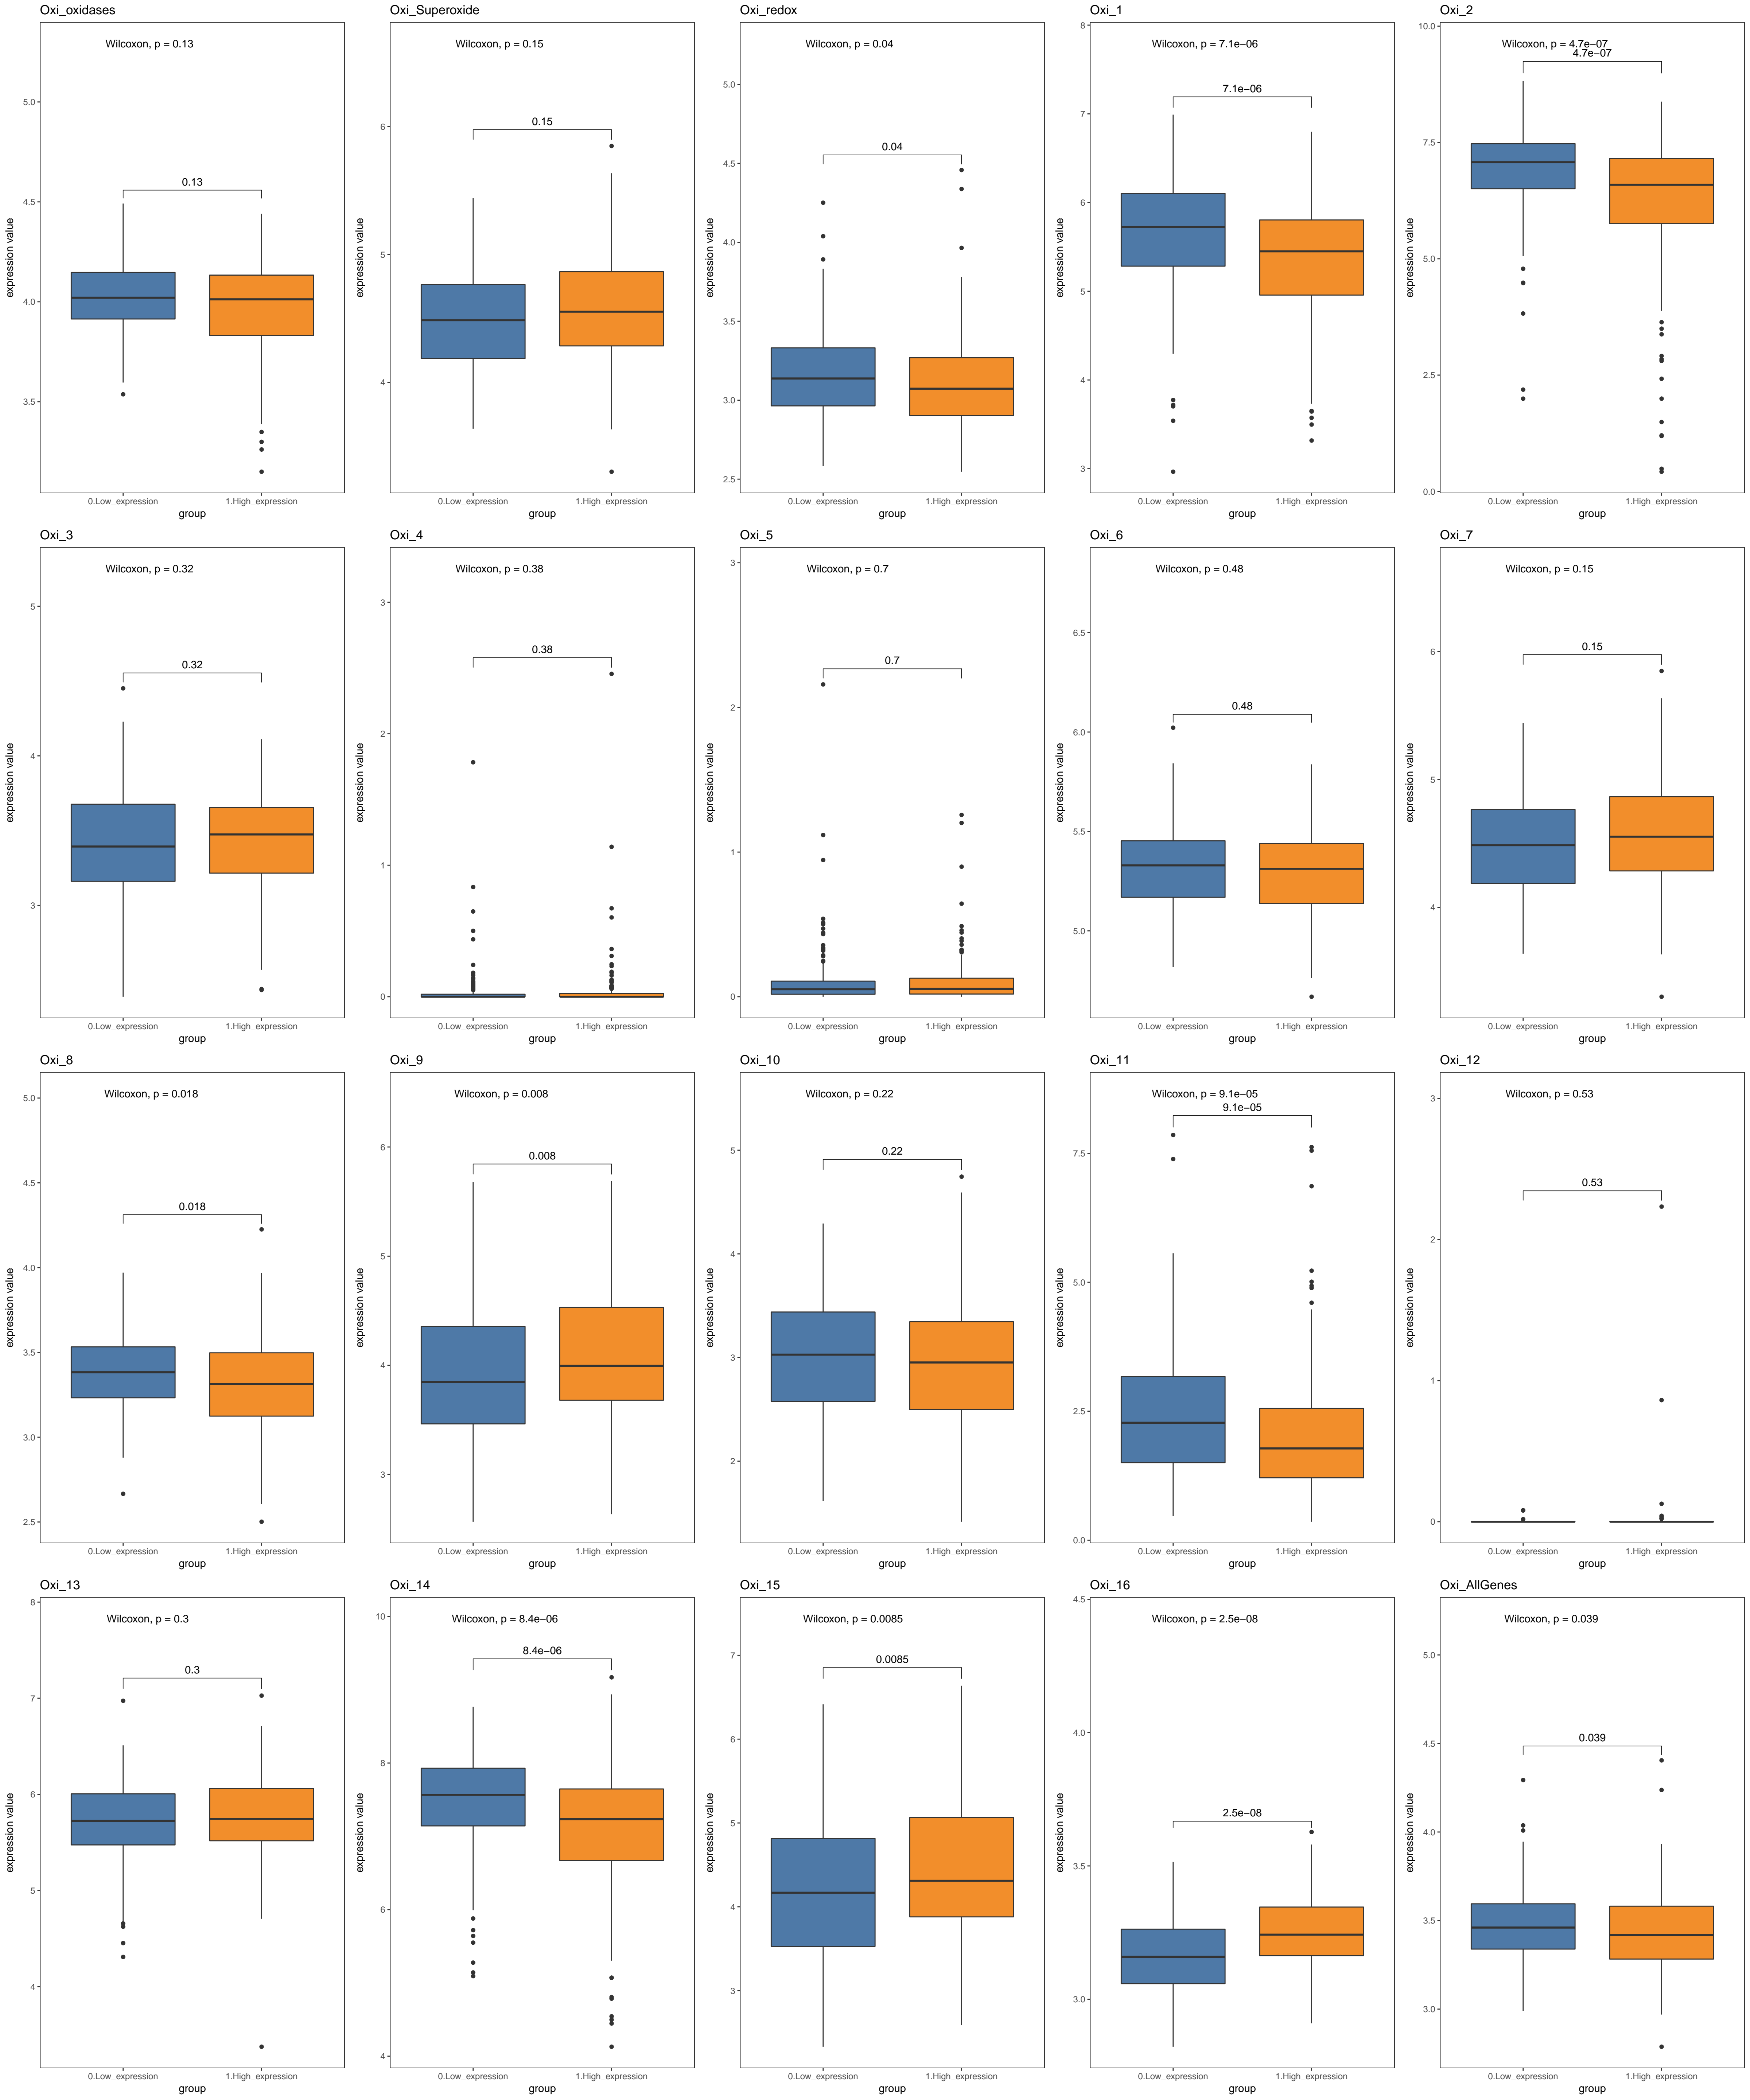 Oxi_oxidases
Wilcoxon, p = 0.13
0.13
5.0
4.5
4.0
3.5
expression value
0.Low_expression 1.High_expression
group
Oxi_Superoxide
Wilcoxon, p = 0.15
0.15
6
5
4
expression value
0.Low_expression 1.High_expression
group
Oxi_redox
Wilcoxon, p = 0.04
0.04
5.0
4.5
4.0
3.5
3.0
2.5
expression value
0.Low_expression 1.High_expression
group
Oxi_1
Wilcoxon, p = 7.1e−06
7.1e−06
8
7
6
5
4
3
expression value
0.Low_expression 1.High_expression
group
Oxi_2
Wilcoxon, p = 4.7e−07
4.7e−07
10.0
7.5
5.0
2.5
0.0
expression value
0.Low_expression 1.High_expression
group
Oxi_3
Wilcoxon, p = 0.32
0.32
5
4
3
expression value
0.Low_expression 1.High_expression
group
Oxi_4
Wilcoxon, p = 0.38
0.38
3
2
1
0
expression value
0.Low_expression 1.High_expression
group
Oxi_5
Wilcoxon, p = 0.7
0.7
3
2
1
0
expression value
0.Low_expression 1.High_expression
group
Oxi_6
Wilcoxon, p = 0.48
0.48
6.5
6.0
5.5
5.0
expression value
0.Low_expression 1.High_expression
group
Oxi_7
Wilcoxon, p = 0.15
0.15
6
5
4
expression value
0.Low_expression 1.High_expression
group
Oxi_8
Wilcoxon, p = 0.018
0.018
5.0
4.5
4.0
3.5
3.0
2.5
expression value
0.Low_expression 1.High_expression
group
Oxi_9
Wilcoxon, p = 0.008
0.008
6
5
4
3
expression value
0.Low_expression 1.High_expression
group
Oxi_10
Wilcoxon, p = 0.22
0.22
5
4
3
2
expression value
0.Low_expression 1.High_expression
group
Oxi_11
Wilcoxon, p = 9.1e−05
9.1e−05
7.5
5.0
2.5
0.0
expression value
0.Low_expression 1.High_expression
group
Oxi_12
Wilcoxon, p = 0.53
0.53
3
2
1
0
expression value
0.Low_expression 1.High_expression
group
Oxi_13
Wilcoxon, p = 0.3
0.3
8
7
6
5
4
expression value
0.Low_expression 1.High_expression
group
Oxi_14
Wilcoxon, p = 8.4e−06
8.4e−06
10
8
6
4
expression value
0.Low_expression 1.High_expression
group
Oxi_15
Wilcoxon, p = 0.0085
0.0085
7
6
5
4
3
expression value
0.Low_expression 1.High_expression
group
Oxi_16
Wilcoxon, p = 2.5e−08
2.5e−08
4.5
4.0
3.5
3.0
expression value
0.Low_expression 1.High_expression
group
Oxi_AllGenes
Wilcoxon, p = 0.039
0.039
5.0
4.5
4.0
3.5
3.0
expression value
0.Low_expression 1.High_expression
group